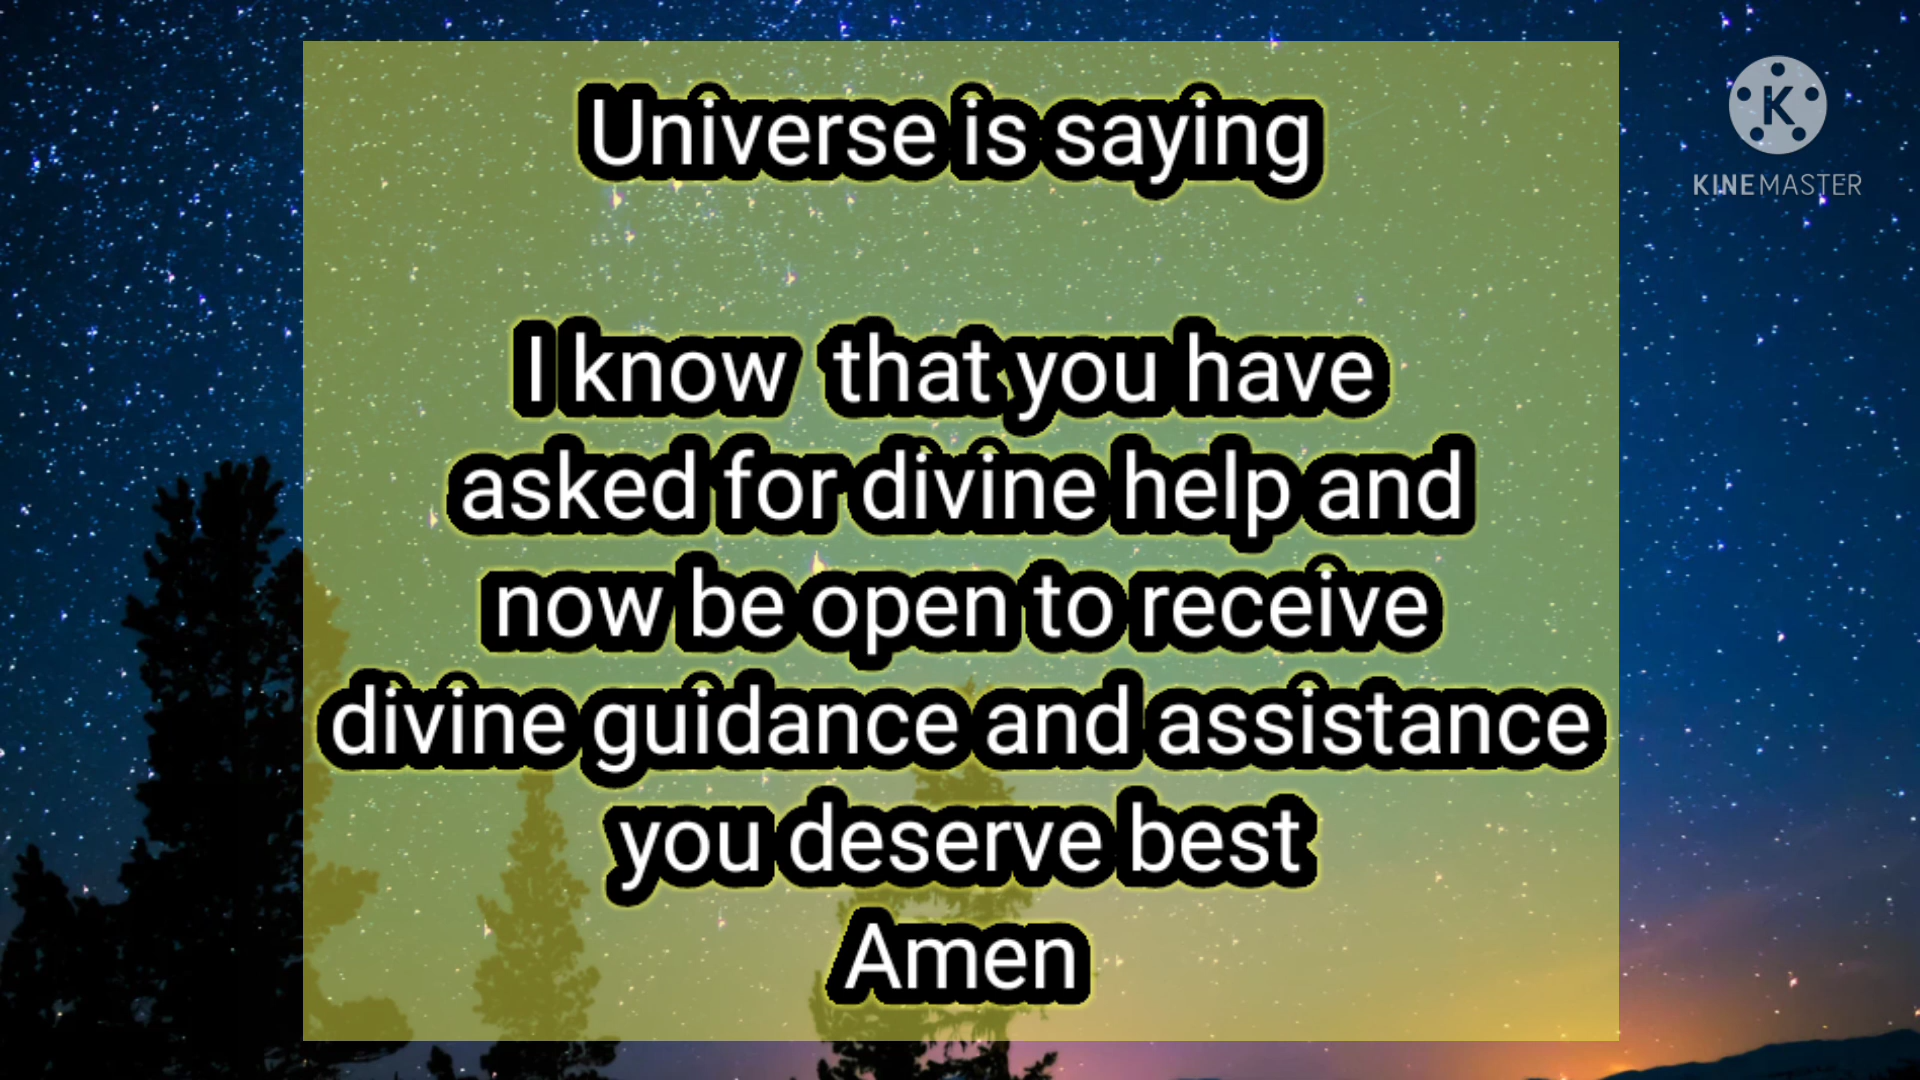 Universe is saying
K
KINEMASTER
I know that you have
asked for divine help and
now be open to receive
divine guidance and assistance
you deserve best
Amen